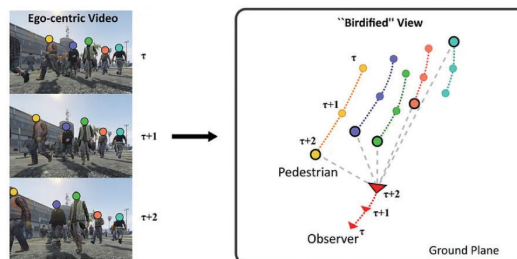 Ego-centric Video
τ
τ+1
τ+2
``Birdified'' View
τ
τ+1
τ+2
Pedestrian
τ+2
τ+1
τ
Observer
Ground Plane